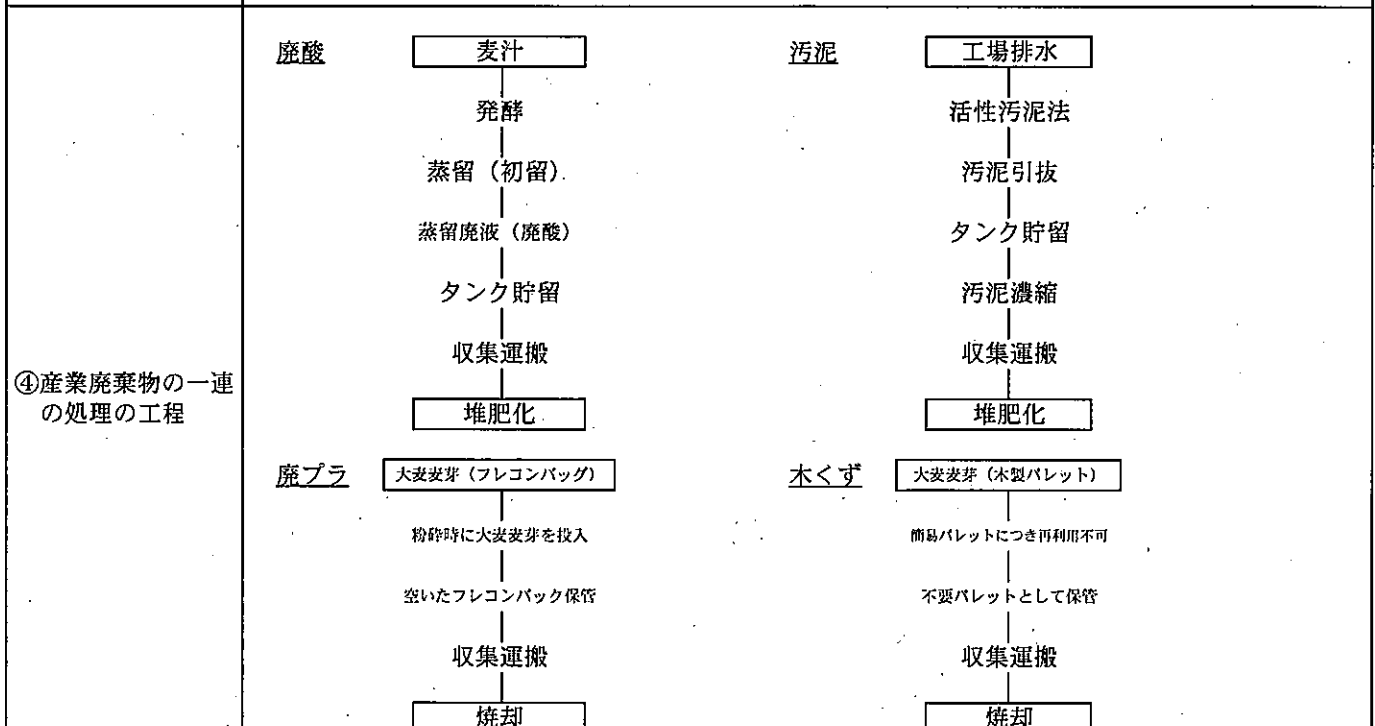 ④産業廃棄物の一連
の処理の工程
廃酸
麦汁
発酵
蒸留（初留）
蒸留廃液（廃酸）
タンク貯留
収集運搬
堆肥化
汚泥
工場排水
活性汚泥法
汚泥引抜
タンク貯留
汚泥濃縮
収集運搬
堆肥化
廃プラ
大麦麦芽（フレコンバッグ）
粉砕時に大麦麦芽を投入
空いたフレコンバック保管
収集運搬
焼却
木くず
大麦麦芽（木製パレット）
簡易パレットにつき再利用不可
不要パレットとして保管
収集運搬
焼却